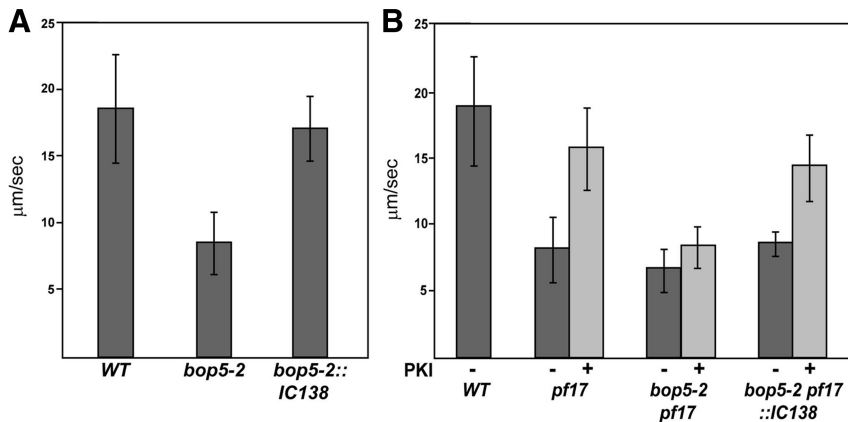 A
25
20
15
10
5
μm/sec
WT
bop5-2
bop5-2::
IC138
B
25
20
15
10
5
μm/sec
PKI - - + - + - +
WT
pf17
bop5-2
pf17
bop5-2 pf17
::IC138